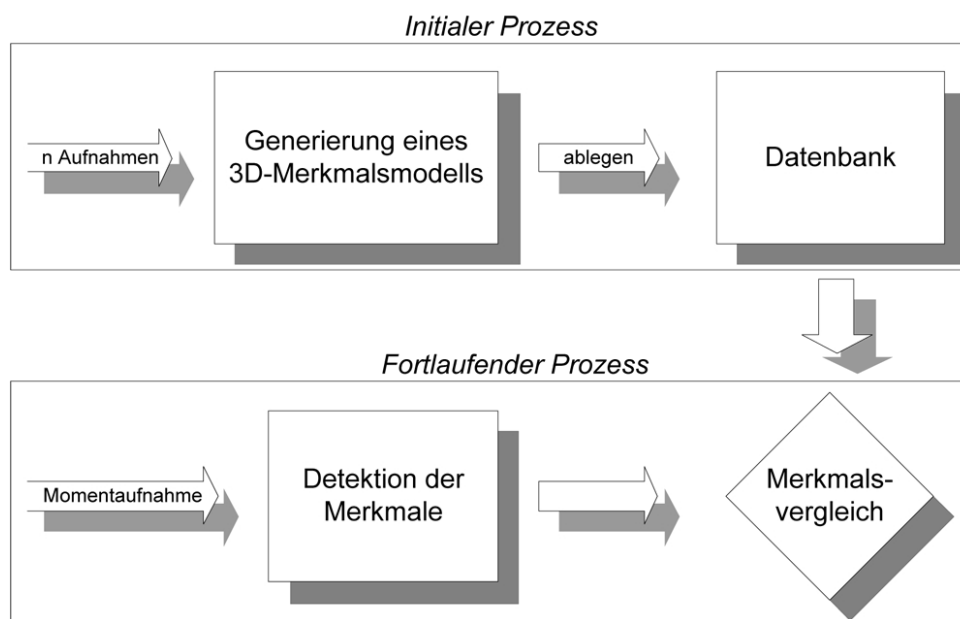 Initialer Prozess
n Aufnahmen
Generierung eines
3D-Merkmalsmodells
ablegen
Datenbank
Fortlaufender Prozess
Momentaufnahme
Detektion der
Merkmale
Merkmals-
vergleich